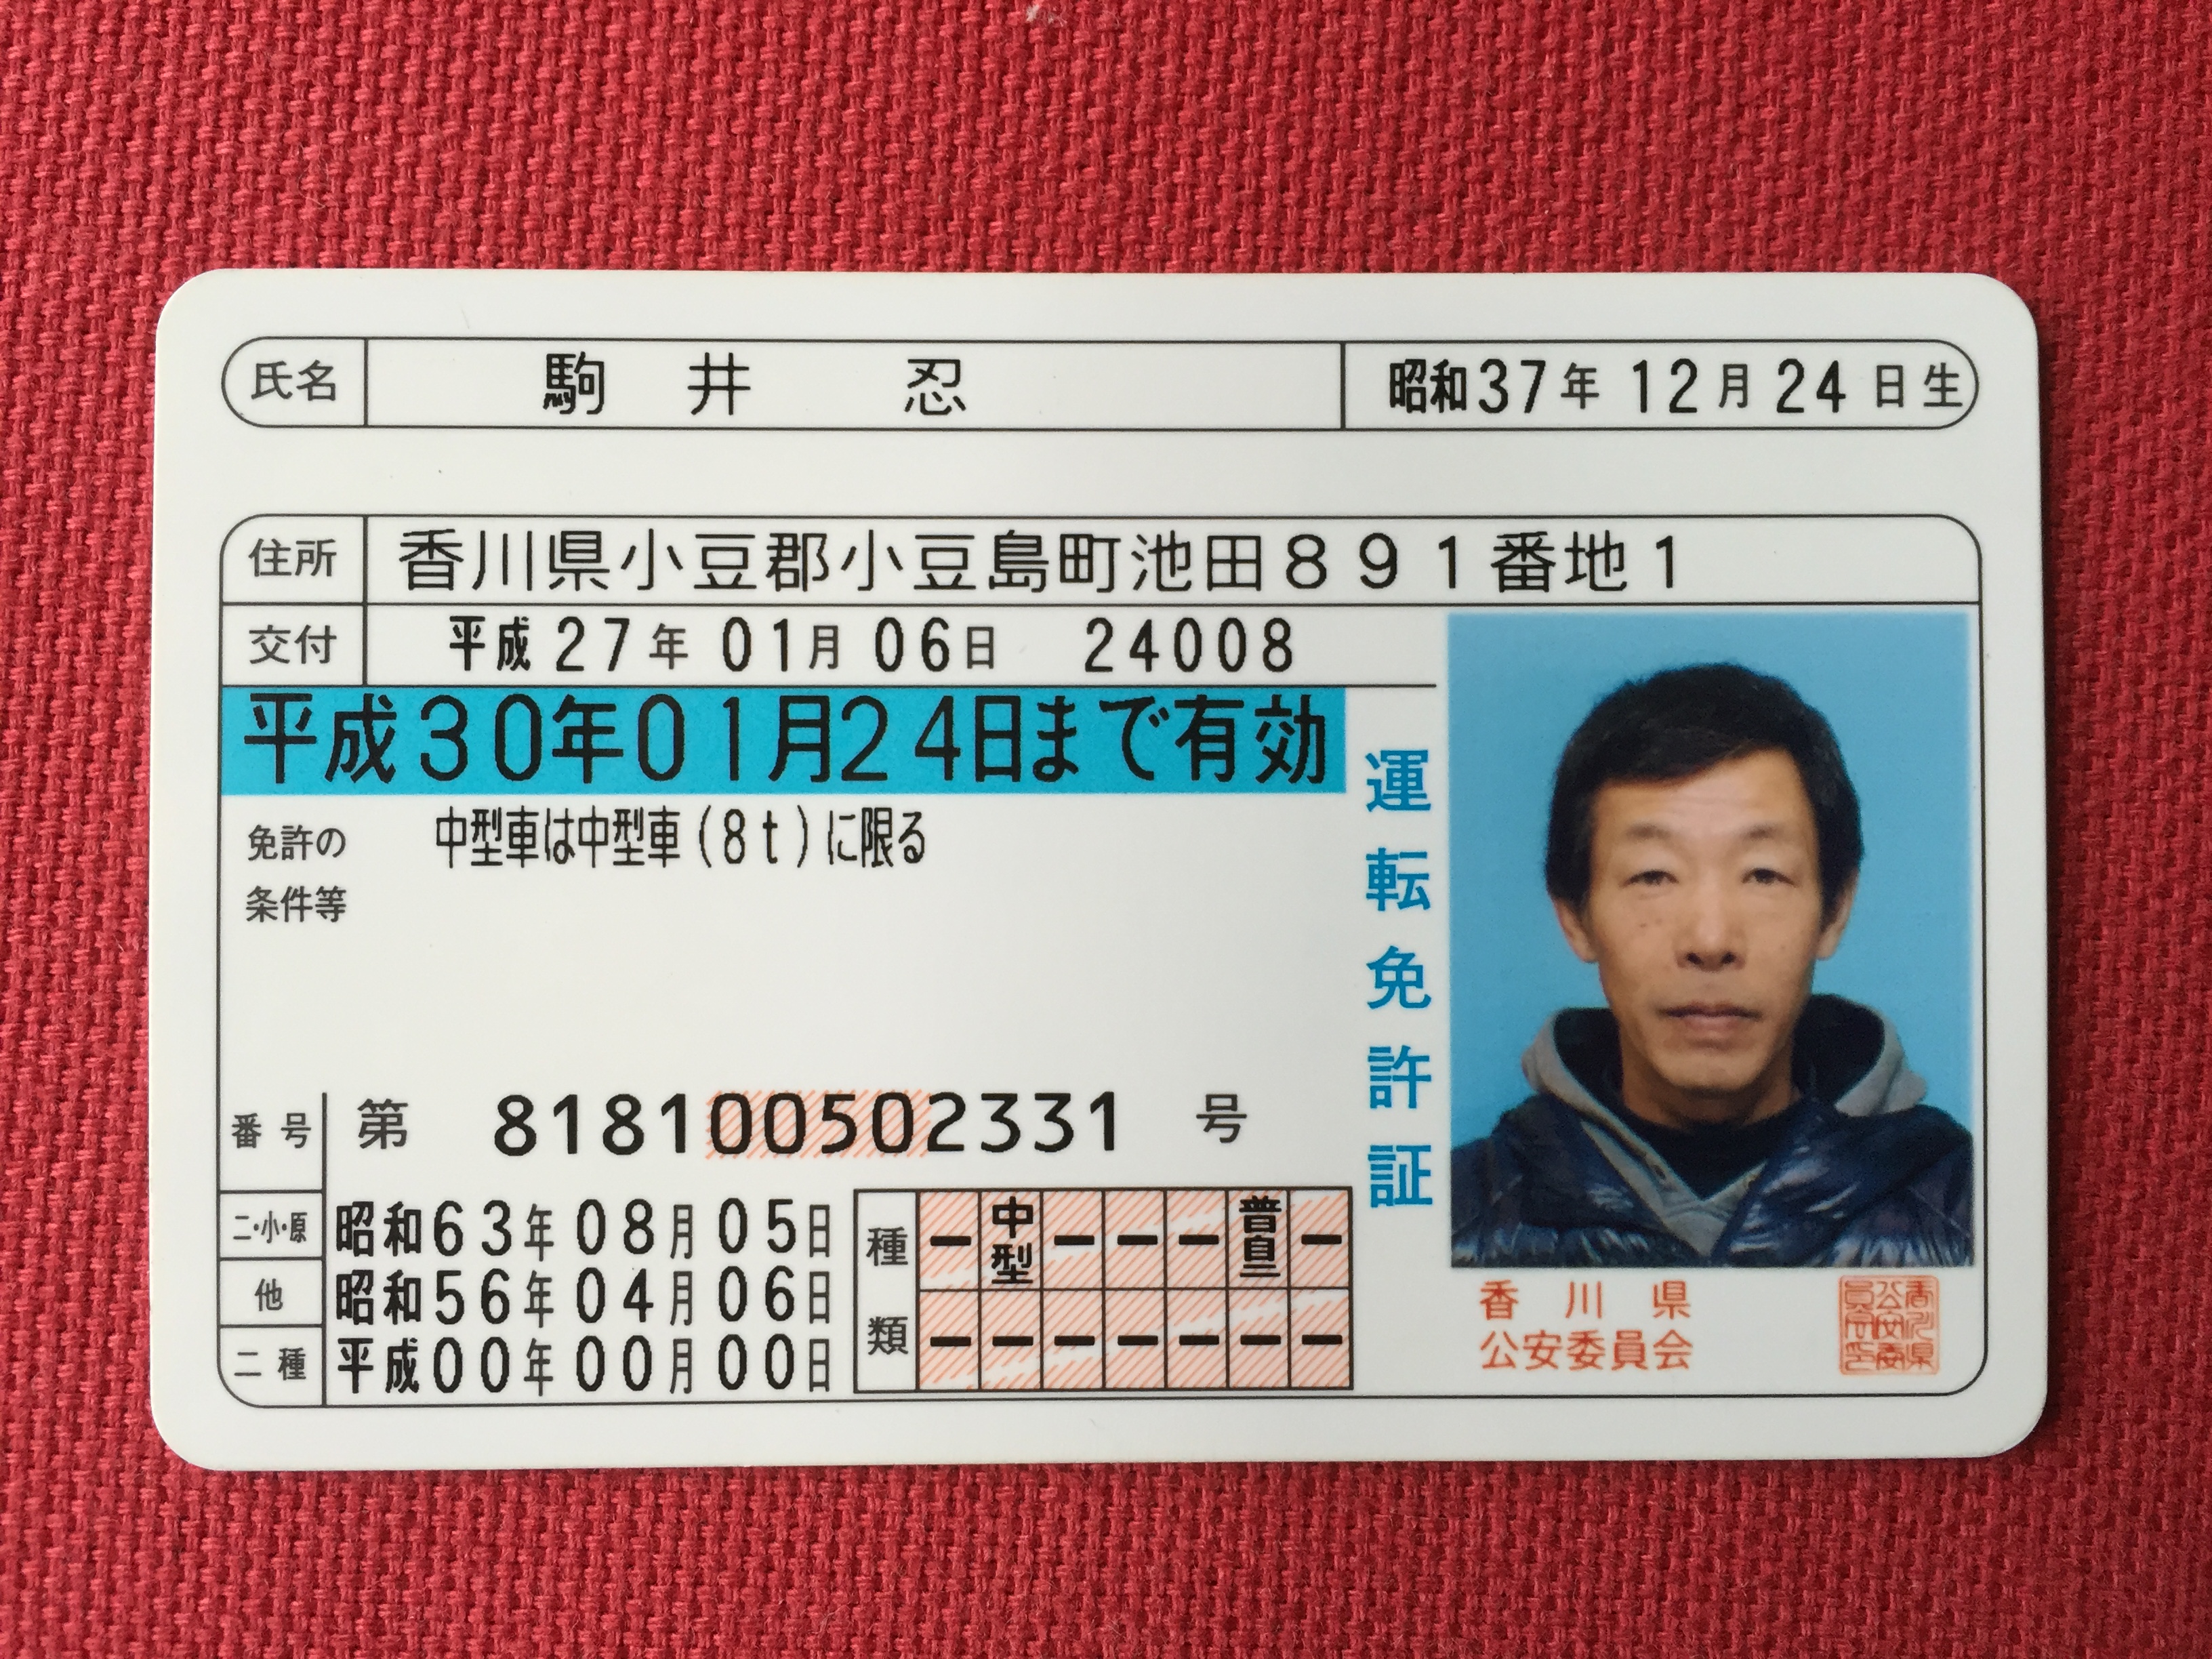 氏名 駒井 忍 昭和37年12月24日生
住所 香川県小豆郡小豆島町池田891番地1
交付 平成27年01月06日 24008
平成30年01月24日まで有効
免許の
条件等
中型車は中型車(8t)に限る
運転免許証
番号 第 818100502331 号
二・小・原 昭和63年08月05日
他 昭和56年04月06日
二種 平成00年00月00日
種類
- 中型 - - - 普自二 -
- - - - - - -
香川県
公安委員会